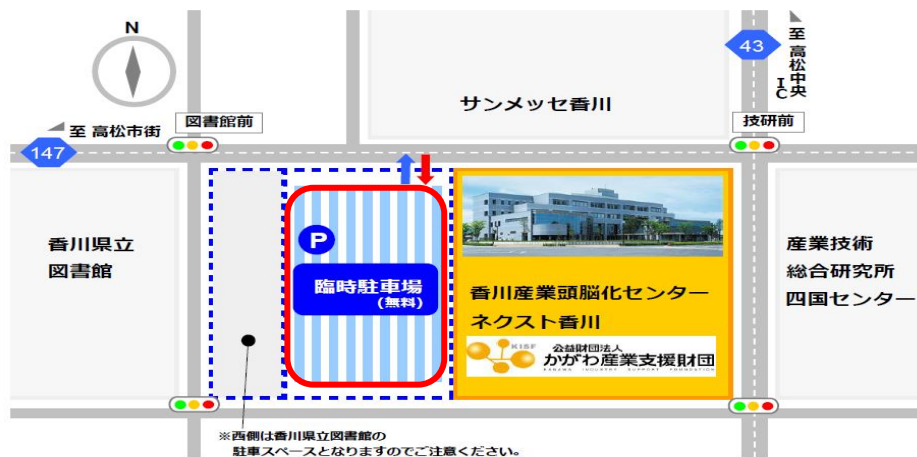 N
43
至 高松中央
IC
サンメッセ香川
至 高松市街
図書館前
技研前
147
香川県立
図書館
P
臨時駐車場
(無料)
香川産業頭脳化センター
ネクスト香川
産業技術
総合研究所
四国センター
KISF
公益財団法人
かがわ産業支援財団
KAGAWA INDUSTRY SUPPORT FOUNDATION
※西側は香川県立図書館の
駐車スペースとなりますのでご注意ください。